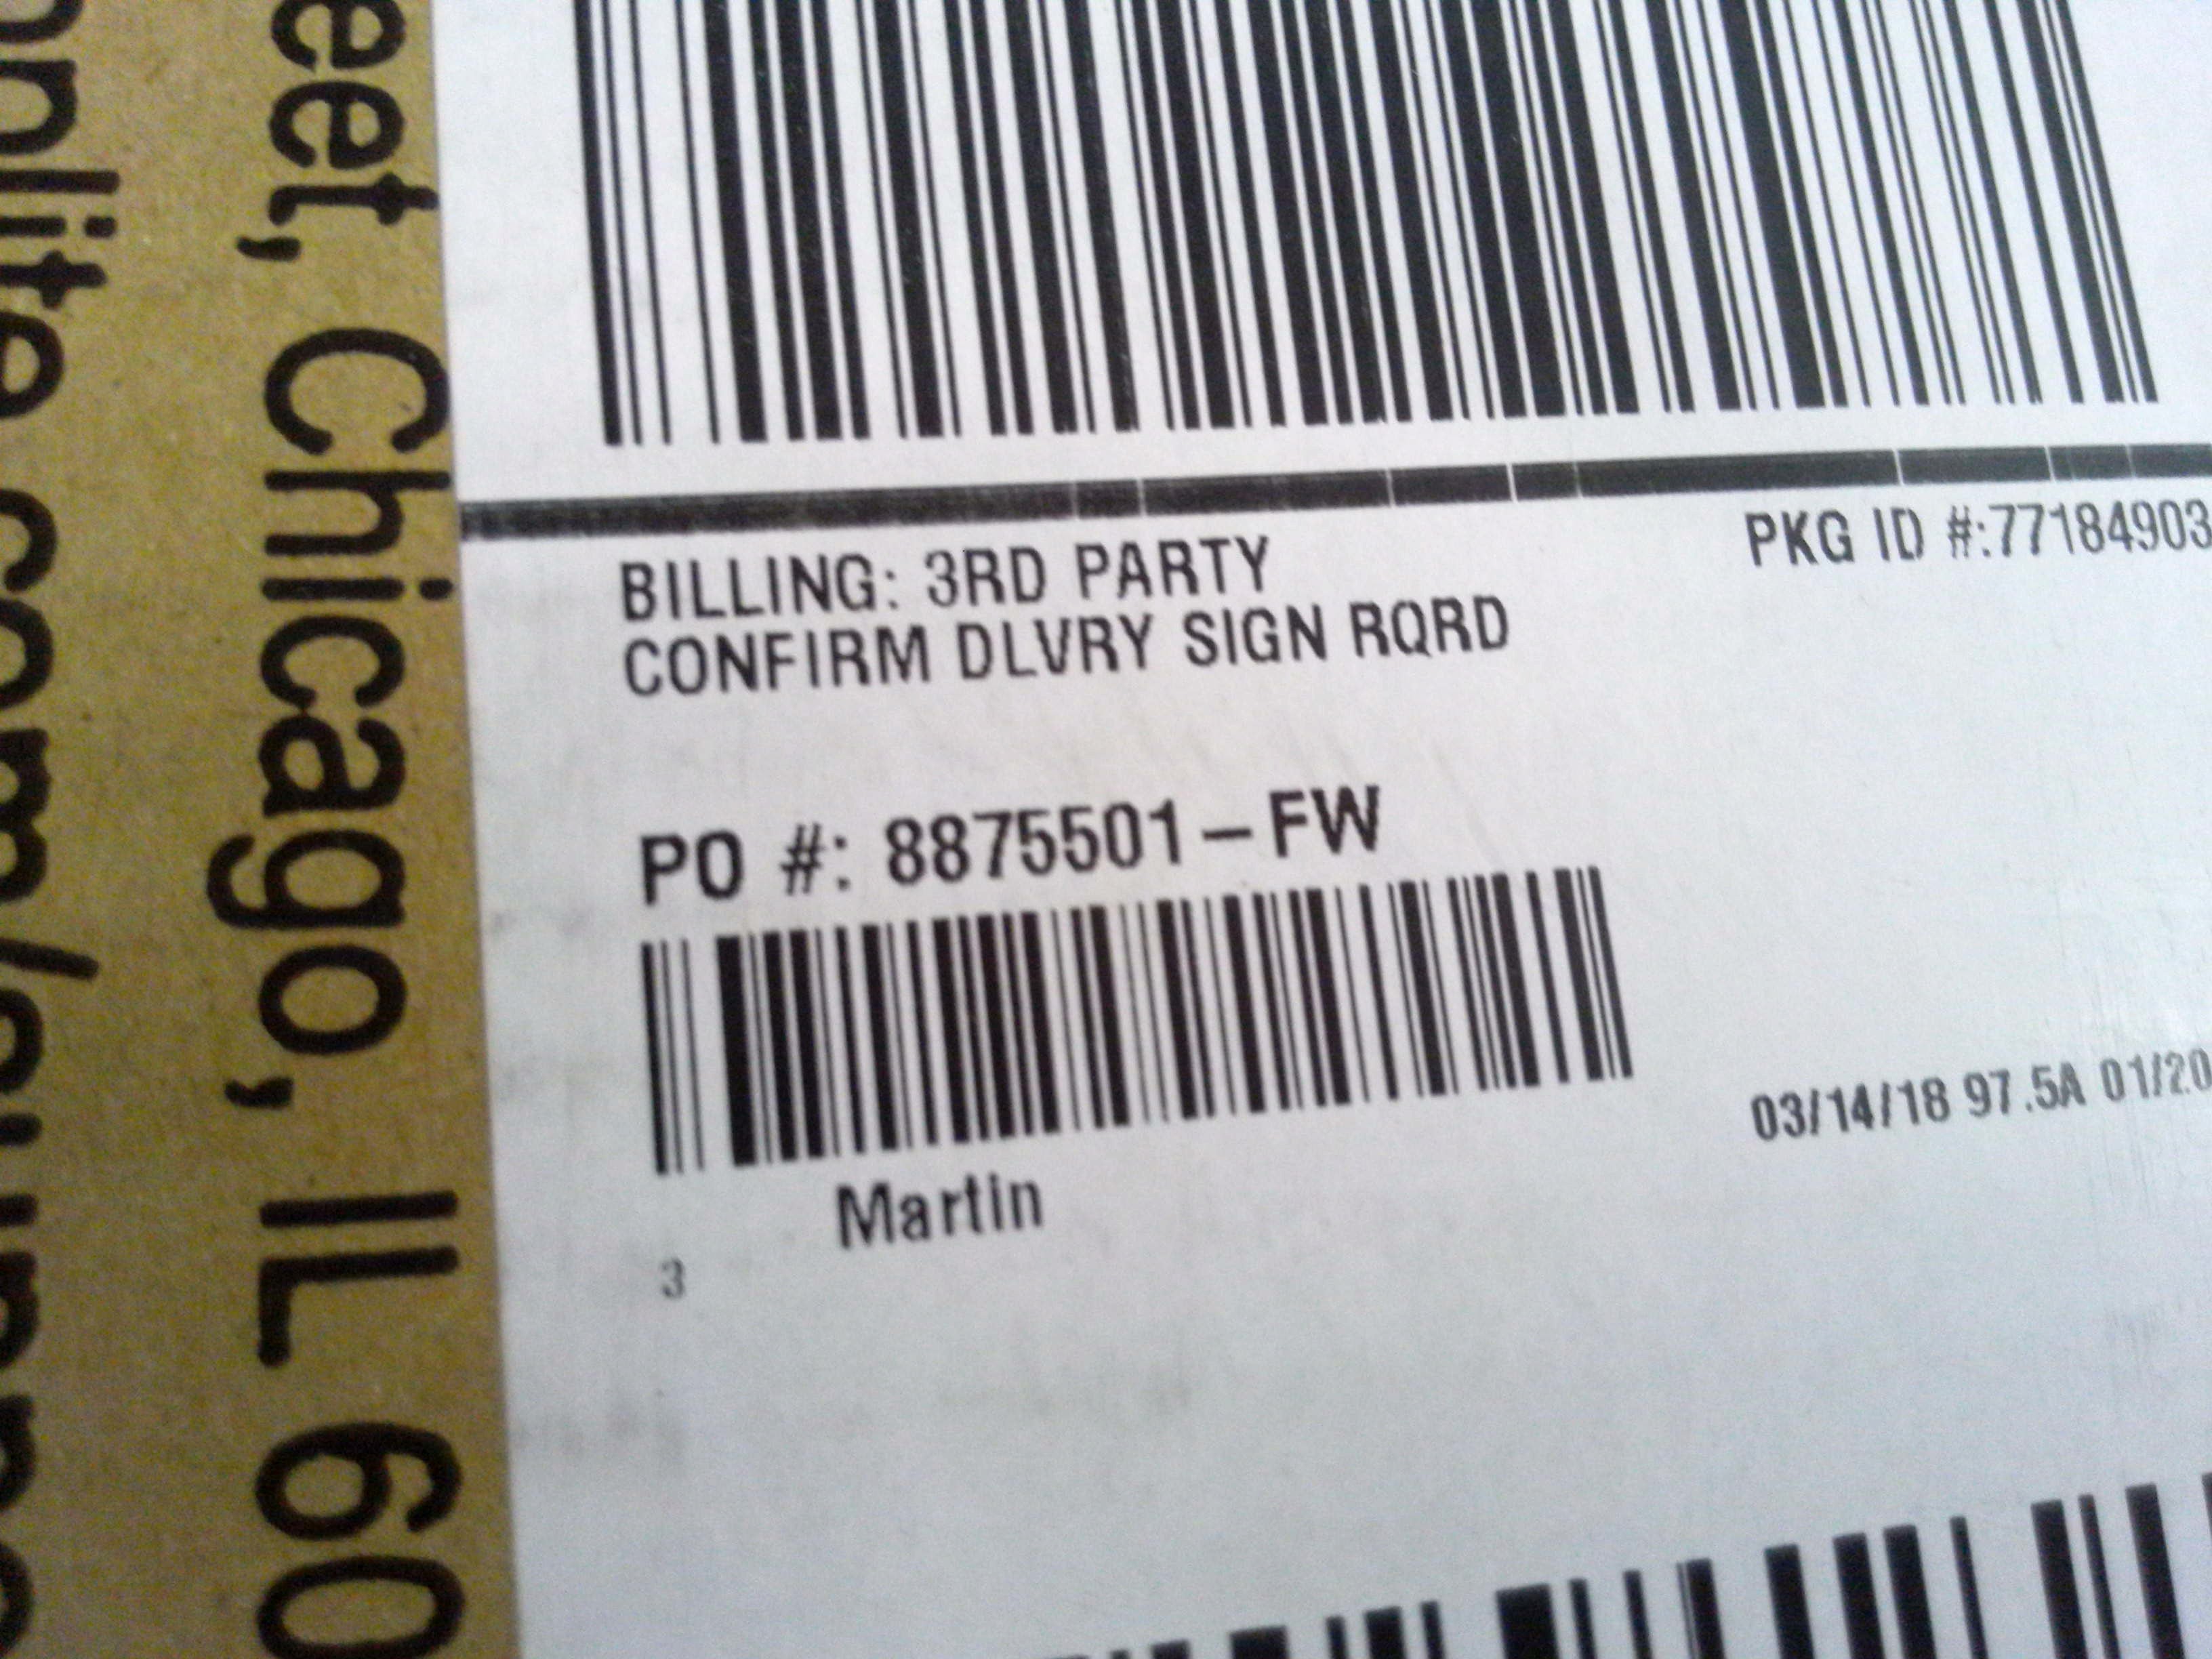 BILLING: 3RD PARTY
CONFIRM DLVRY SIGN RQRD
PKG ID #:77184903
PO #: 8875501-FW
Martin
3
03/14/18 97.5A 01/20
eet, Chicago, IL 60